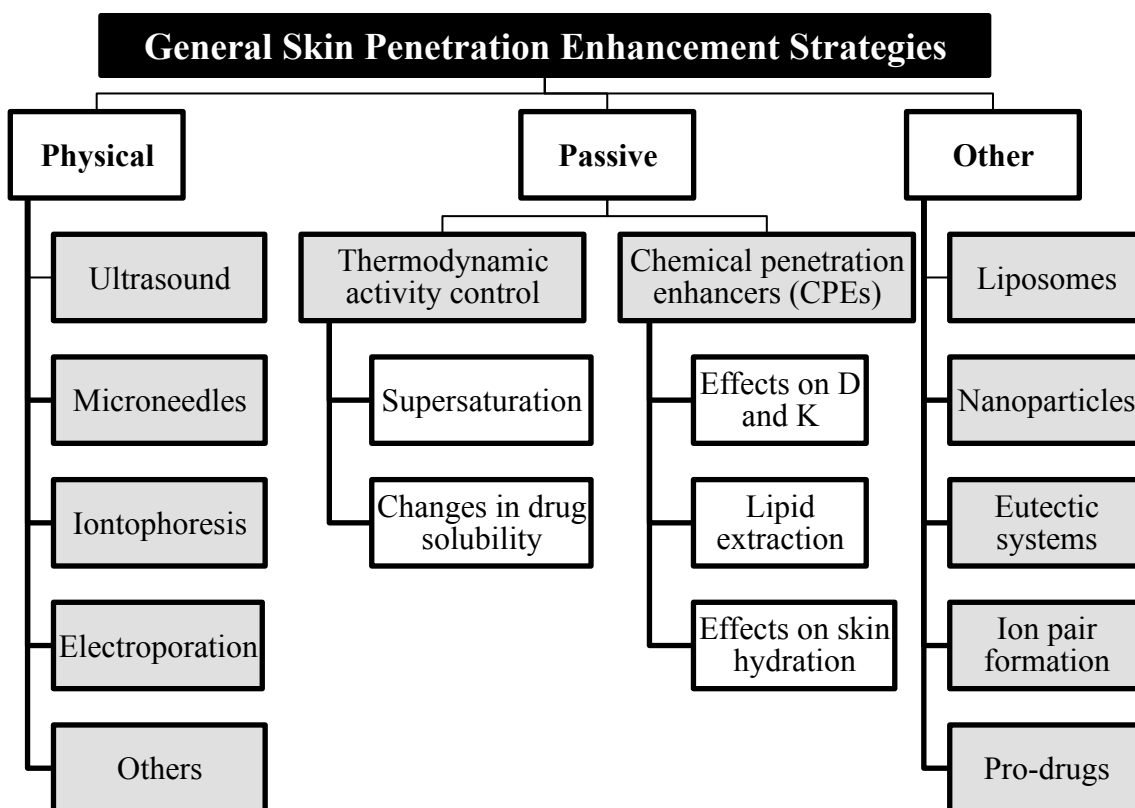 General Skin Penetration Enhancement Strategies
Physical
Passive
Other
Ultrasound
Microneedles
Iontophoresis
Electroporation
Others
Thermodynamic
activity control
Supersaturation
Changes in drug
solubility
Chemical penetration
enhancers (CPEs)
Effects on D
and K
Lipid
extraction
Effects on skin
hydration
Liposomes
Nanoparticles
Eutectic
systems
Ion pair
formation
Pro-drugs